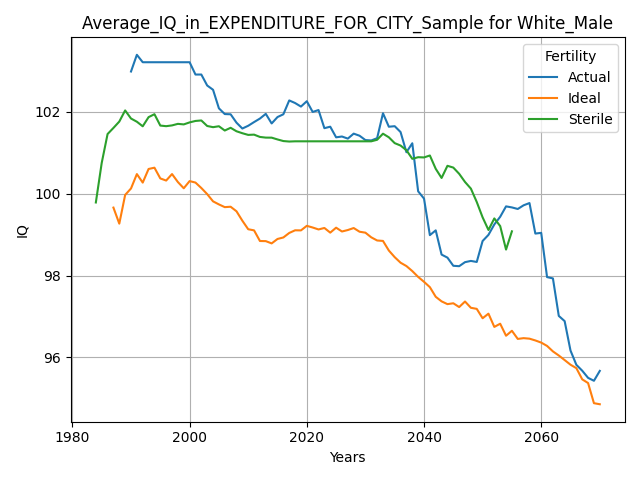 Average_IQ_in_EXPENDITURE_FOR_CITY_Sample for White_Male
Fertility
Actual
Ideal
Sterile
IQ
102
100
98
96
1980
2000
2020
2040
2060
Years